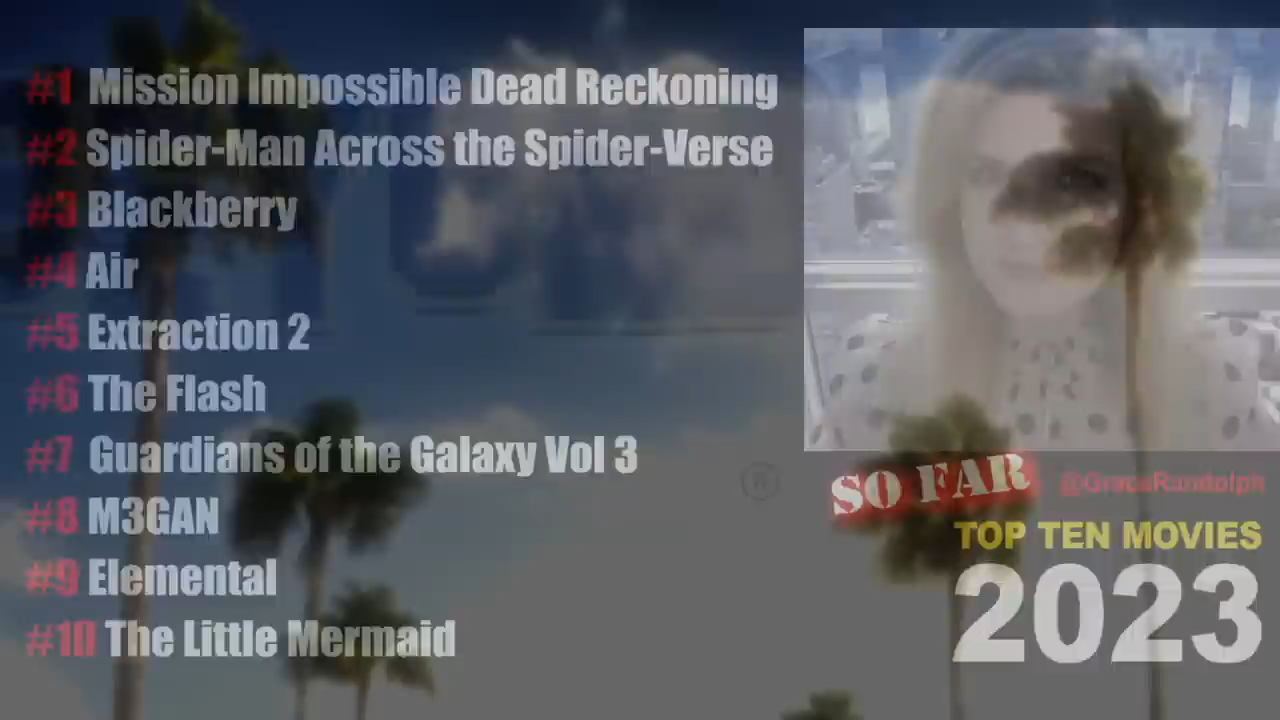 #1 Mission Impossible Dead Reckoning
#2 Spider-Man Across the Spider-Verse
#3 Blackberry
#4 Air
#5 Extraction 2
#6 The Flash
#7 Guardians of the Galaxy Vol 3
#8 M3GAN
#9 Elemental
#10 The Little Mermaid
SO FAR
@GraceRandolph
TOP TEN MOVIES
2023
®